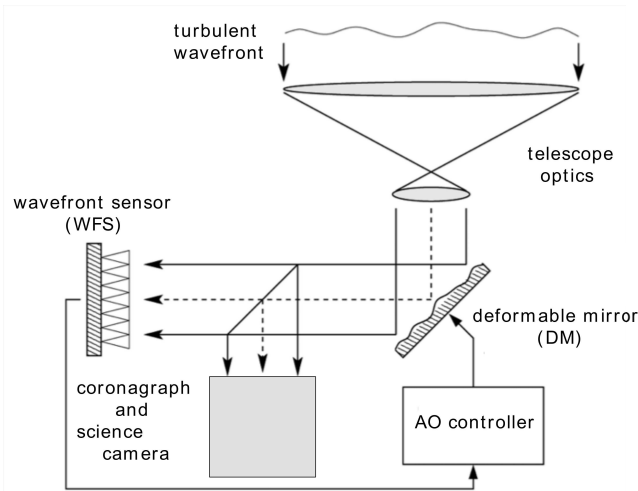 turbulent
wavefront
telescope
optics
wavefront sensor
(WFS)
deformable mirror
(DM)
coronagraph
and
science
camera
AO controller